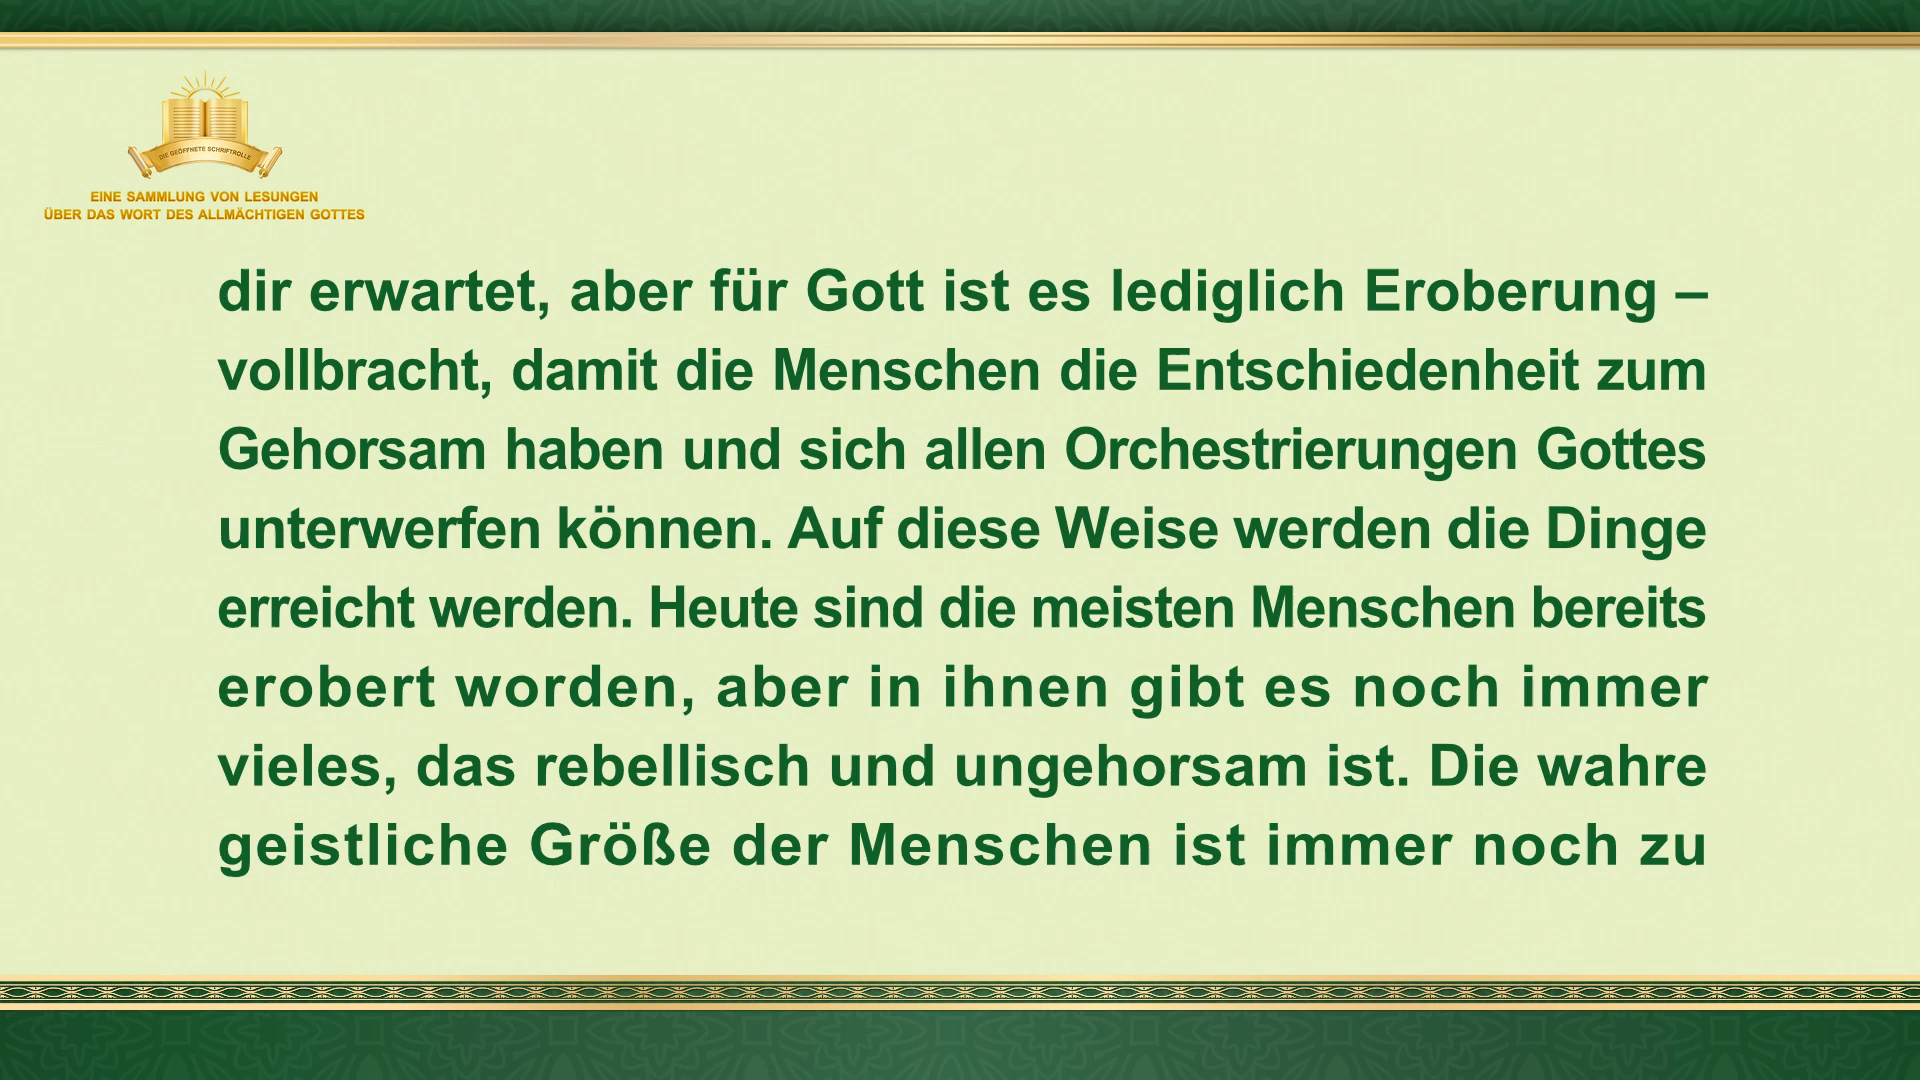 DIE GEÖFFNETE SCHRIFTROLLE
EINE SAMMLUNG VON LESUNGEN
ÜBER DAS WORT DES ALLMÄCHTIGEN GOTTES
dir erwartet, aber für Gott ist es lediglich Eroberung –
vollbracht, damit die Menschen die Entschiedenheit zum
Gehorsam haben und sich allen Orchestrierungen Gottes
unterwerfen können. Auf diese Weise werden die Dinge
erreicht werden. Heute sind die meisten Menschen bereits
erobert worden, aber in ihnen gibt es noch immer
vieles, das rebellisch und ungehorsam ist. Die wahre
geistliche Größe der Menschen ist immer noch zu